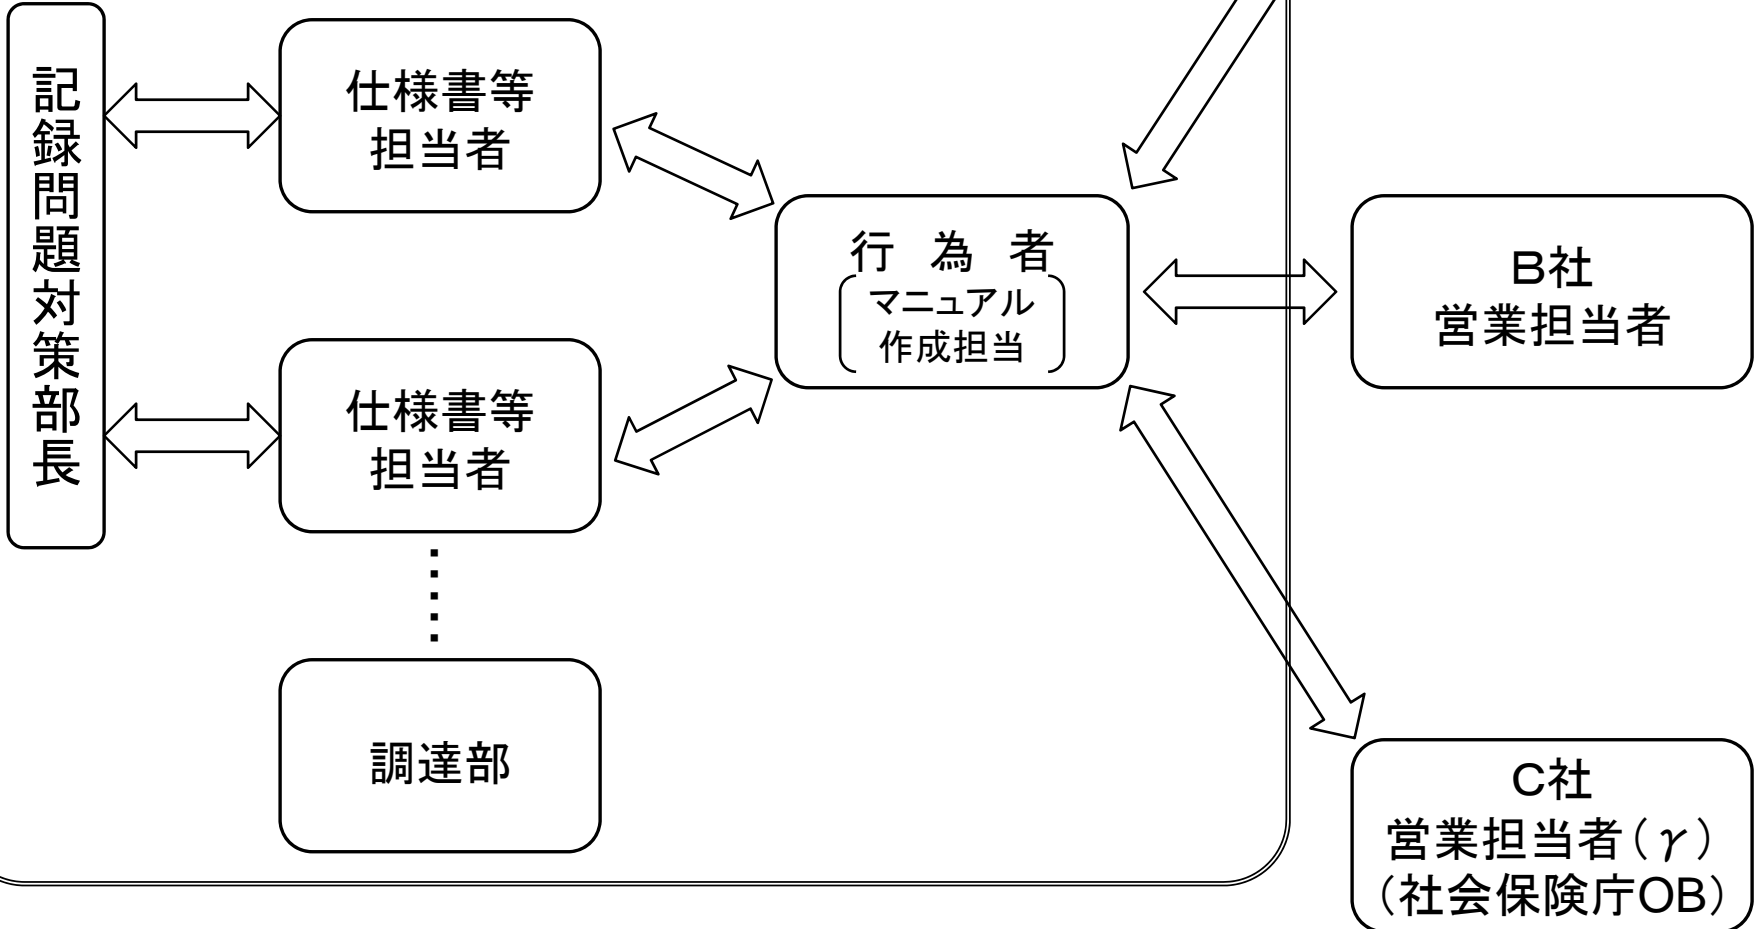 記録問題対策部長
仕様書等
担当者
仕様書等
担当者
調達部
行　為　者
マニュアル
作成担当
B社
営業担当者
C社
営業担当者（γ）
（社会保険庁OB）